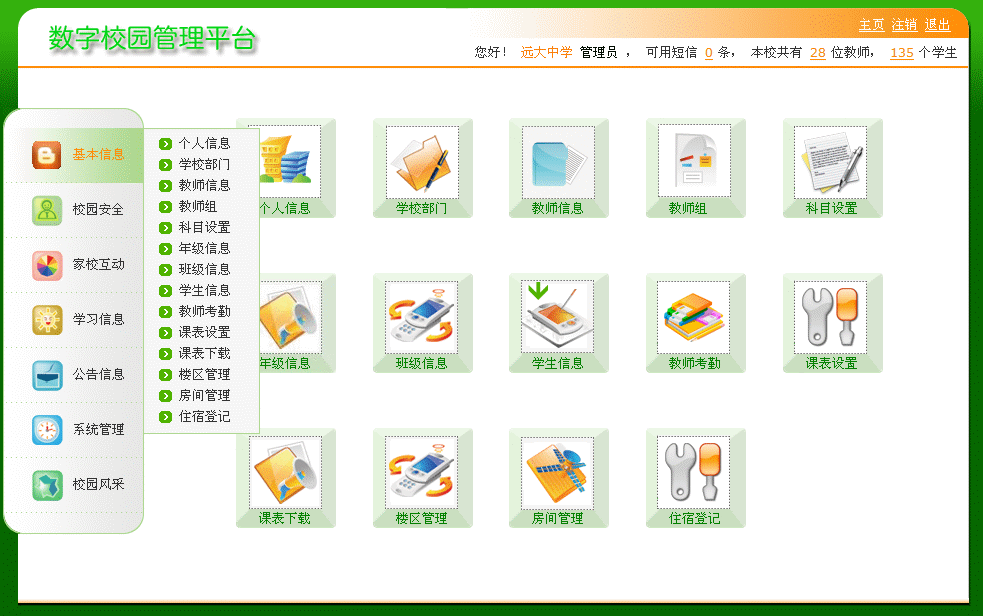 数字校园管理平台
主页 注销 退出
您好！ 远大中学 管理员 ， 可用短信 0 条， 本校共有 28 位教师， 135 个学生
基本信息
校园安全
家校互动
学习信息
公告信息
系统管理
校园风采
个人信息
学校部门
教师信息
教师组
科目设置
年级信息
班级信息
学生信息
教师考勤
课表设置
课表下载
楼区管理
房间管理
住宿登记
个人信息 学校部门 教师信息 教师组 科目设置
年级信息 班级信息 学生信息 教师考勤 课表设置
课表下载 楼区管理 房间管理 住宿登记